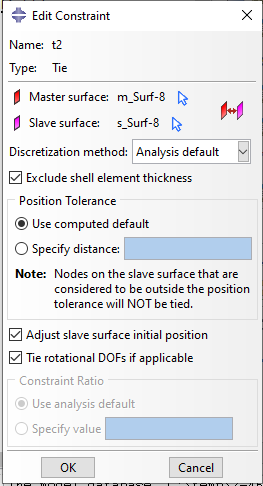 Edit Constraint
Name: t2
Type: Tie
Master surface: m_Surf-8
Slave surface: s_Surf-8
Discretization method: Analysis default
Exclude shell element thickness
Position Tolerance
Use computed default
Specify distance:
Note: Nodes on the slave surface that are
considered to be outside the position
tolerance will NOT be tied.
Adjust slave surface initial position
Tie rotational DOFs if applicable
Constraint Ratio
Use analysis default
Specify value
OK Cancel